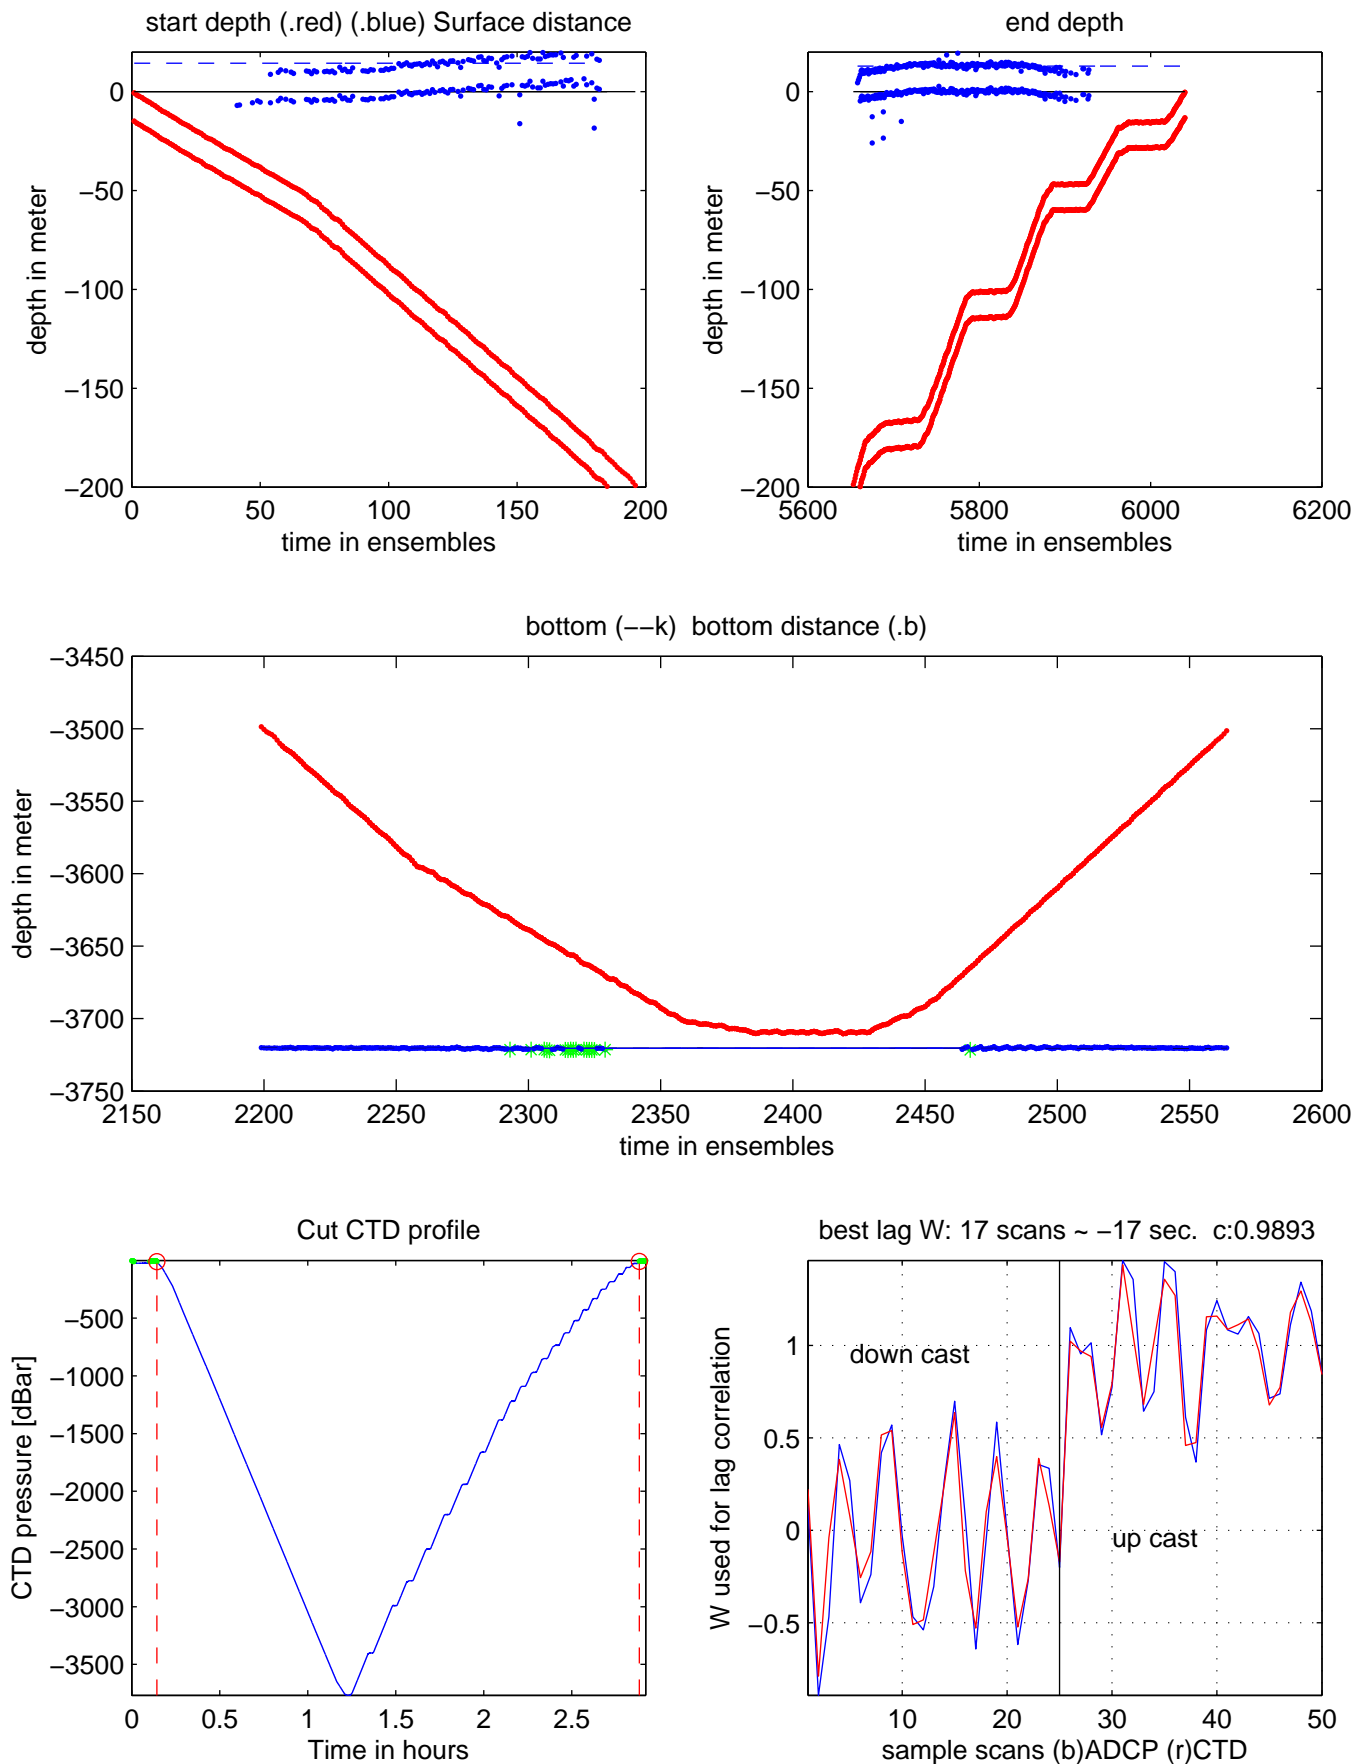 start depth (.red) (.blue) Surface distance
0
−50
−100
−150
−200
depth in meter
0 50 100 150 200
time in ensembles
end depth
0
−50
−100
−150
−200
depth in meter
5600 5800 6000 6200
time in ensembles
bottom (−−k) bottom distance (.b)
−3450
−3500
−3550
−3600
−3650
−3700
−3750
depth in meter
2150 2200 2250 2300 2350 2400 2450 2500 2550 2600
time in ensembles
Cut CTD profile
−500
−1000
−1500
−2000
−2500
−3000
−3500
CTD pressure [dBar]
0 0.5 1 1.5 2 2.5
Time in hours
best lag W: 17 scans ~ −17 sec. c:0.9893
1
0.5
0
−0.5
W used for lag correlation
down cast
up cast
10 20 30 40 50
sample scans (b)ADCP (r)CTD